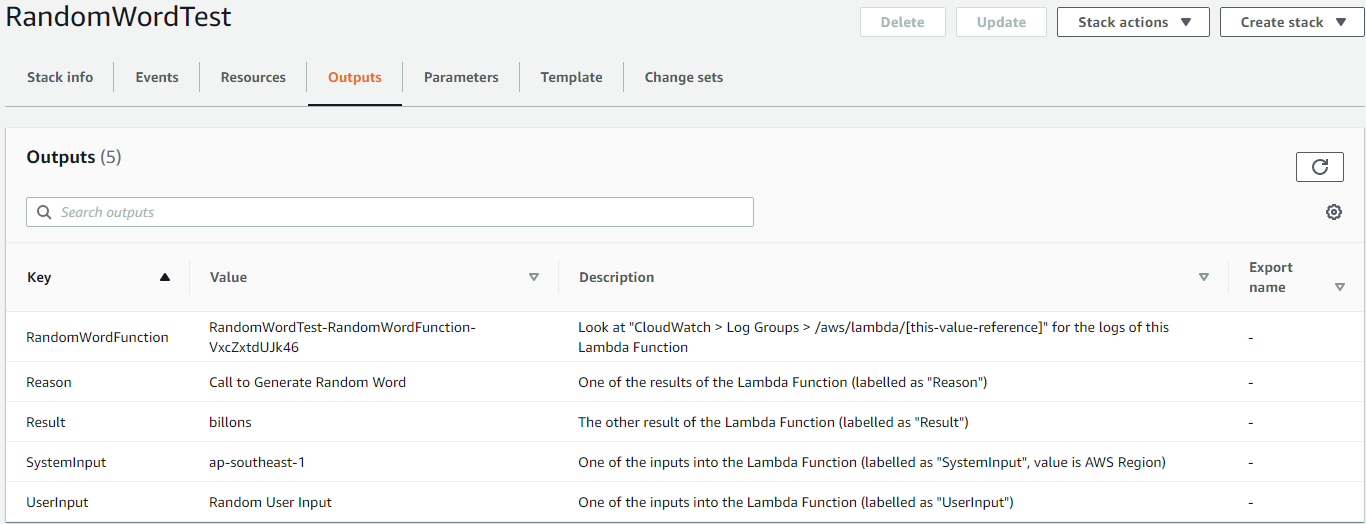 RandomWordTest
Delete
Update
Stack actions
Create stack
Stack info
Events
Resources
Outputs
Parameters
Template
Change sets
Outputs (5)
Search outputs
Key
Value
Description
Export
name
RandomWordFunction
RandomWordTest-RandomWordFunction-
VxcZxtdUJk46
Look at "CloudWatch > Log Groups > /aws/lambda/[this-value-reference]" for the logs of this
Lambda Function
-
Reason
Call to Generate Random Word
One of the results of the Lambda Function (labelled as "Reason")
-
Result
billons
The other result of the Lambda Function (labelled as "Result")
-
SystemInput
ap-southeast-1
One of the inputs into the Lambda Function (labelled as "SystemInput", value is AWS Region)
-
UserInput
Random User Input
One of the inputs into the Lambda Function (labelled as "UserInput")
-